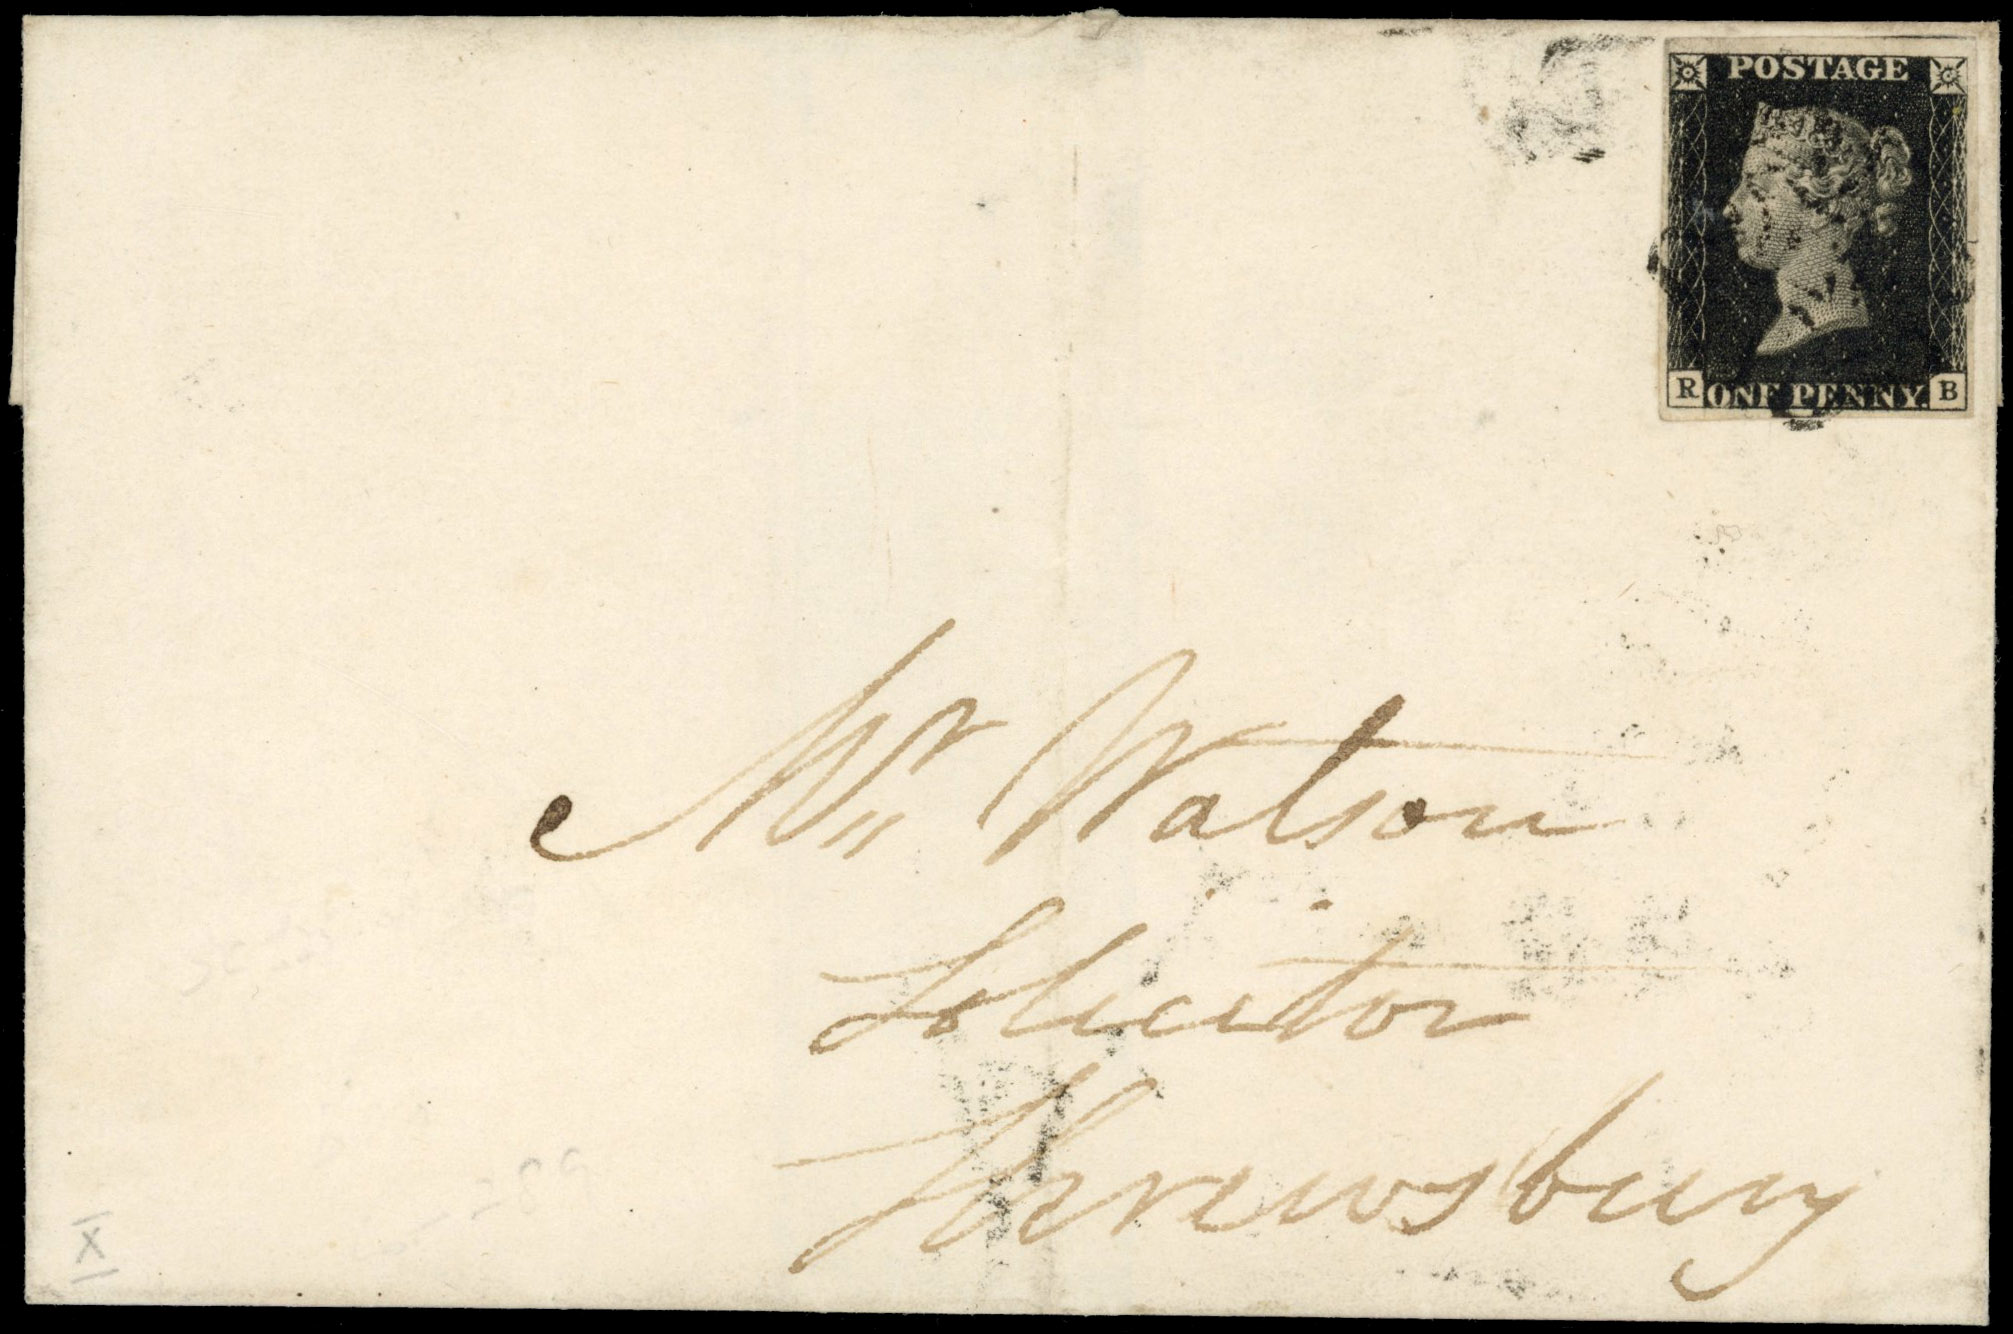 POSTAGE
R ONE PENNY. B
Mr Watson
Solicitor
Shrewsbury
X